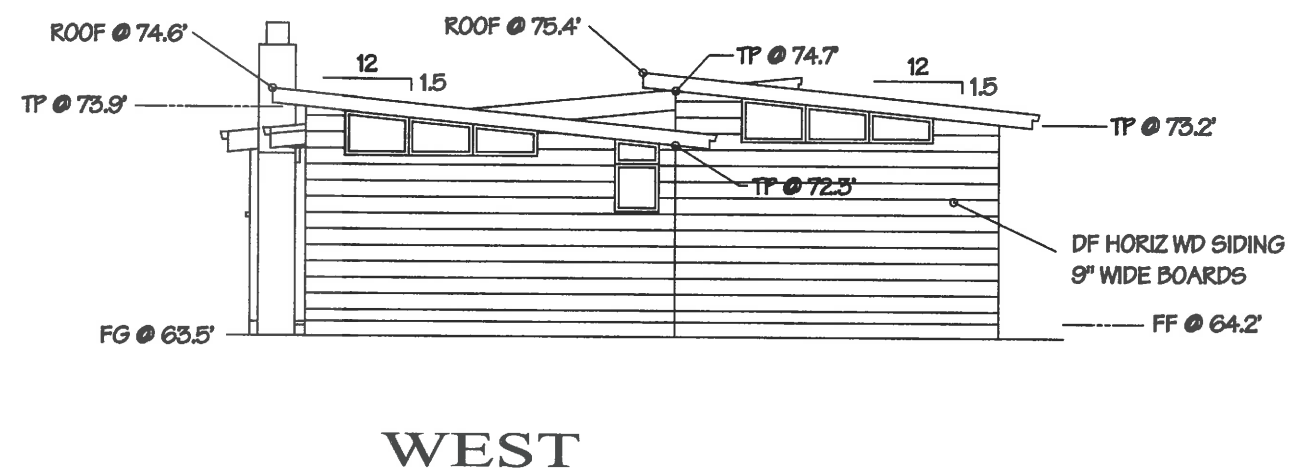 ROOF @ 74.6'
ROOF @ 75.4'
TP @ 74.7'
12
1.5
12
1.5
TP @ 73.9'
TP @ 73.2'
TP @ 72.3'
DF HORIZ WD SIDING
9" WIDE BOARDS
FG @ 63.5'
FF @ 64.2'
WEST